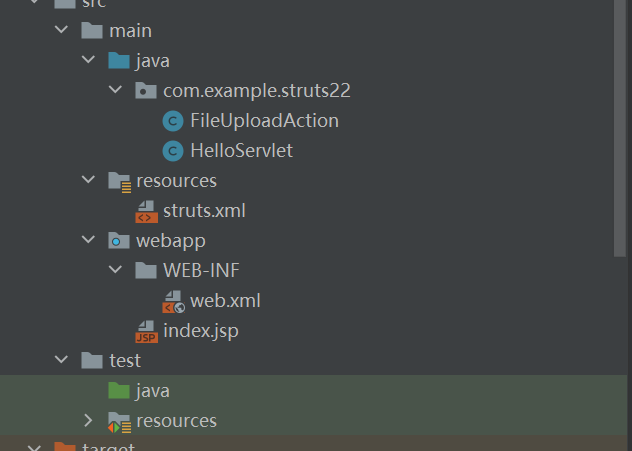 src
main
java
com.example.struts22
FileUploadAction
HelloServlet
resources
struts.xml
webapp
WEB-INF
web.xml
index.jsp
test
java
resources
target